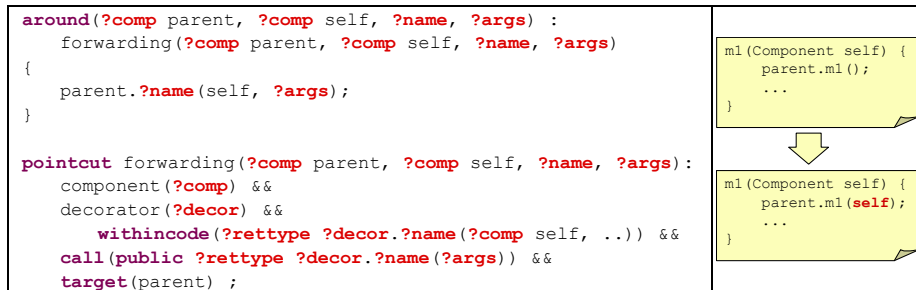 around(?comp parent, ?comp self, ?name, ?args) :
forwarding(?comp parent, ?comp self, ?name, ?args)
{
parent.?name(self, ?args);
}
pointcut forwarding(?comp parent, ?comp self, ?name, ?args):
component(?comp) &&
decorator(?decor) &&
withincode(?rettype ?decor.?name(?comp self, ..)) &&
call(public ?rettype ?decor.?name(?args)) &&
target(parent) ;
m1(Component self) {
parent.m1();
...
}
m1(Component self) {
parent.m1(self);
...
}